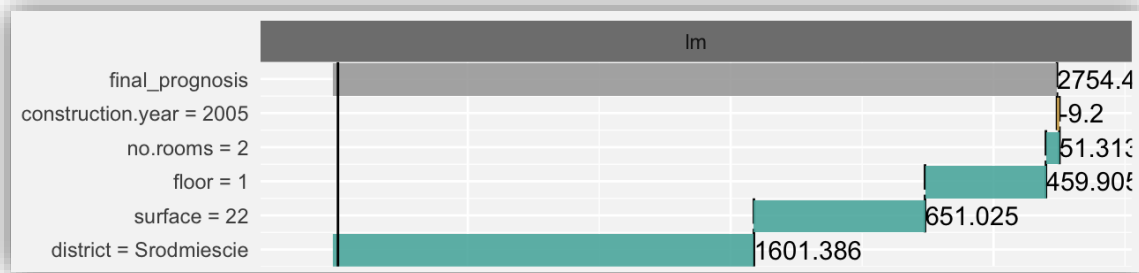 lm
final_prognosis 2754.4
construction.year = 2005 -9.2
no.rooms = 2 51.313
floor = 1 459.905
surface = 22 651.025
district = Srodmiescie 1601.386